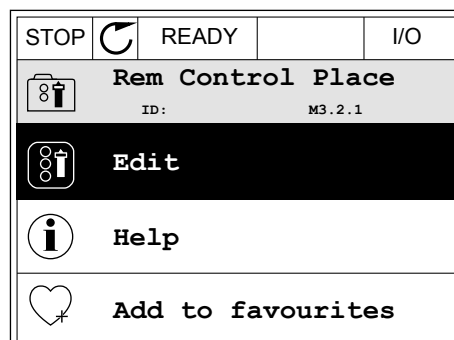 STOP READY I/O
Rem Control Place
ID: M3.2.1
Edit
Help
Add to favourites